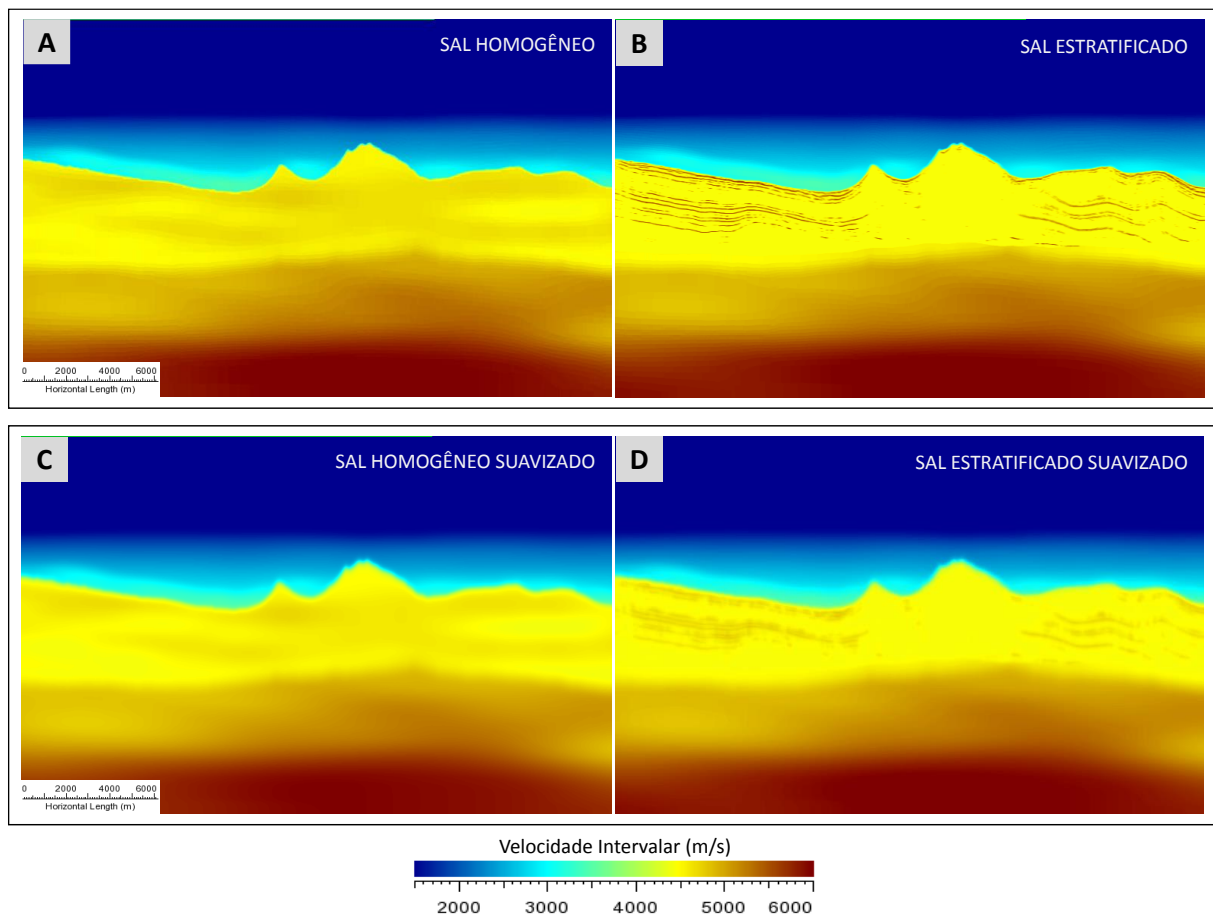 A
SAL HOMOGÊNEO
B
SAL ESTRATIFICADO
0 2000 4000 6000
Horizontal Length (m)
C
SAL HOMOGÊNEO SUAVIZADO
D
SAL ESTRATIFICADO SUAVIZADO
0 2000 4000 6000
Horizontal Length (m)
Velocidade Intervalar (m/s)
2000 3000 4000 5000 6000